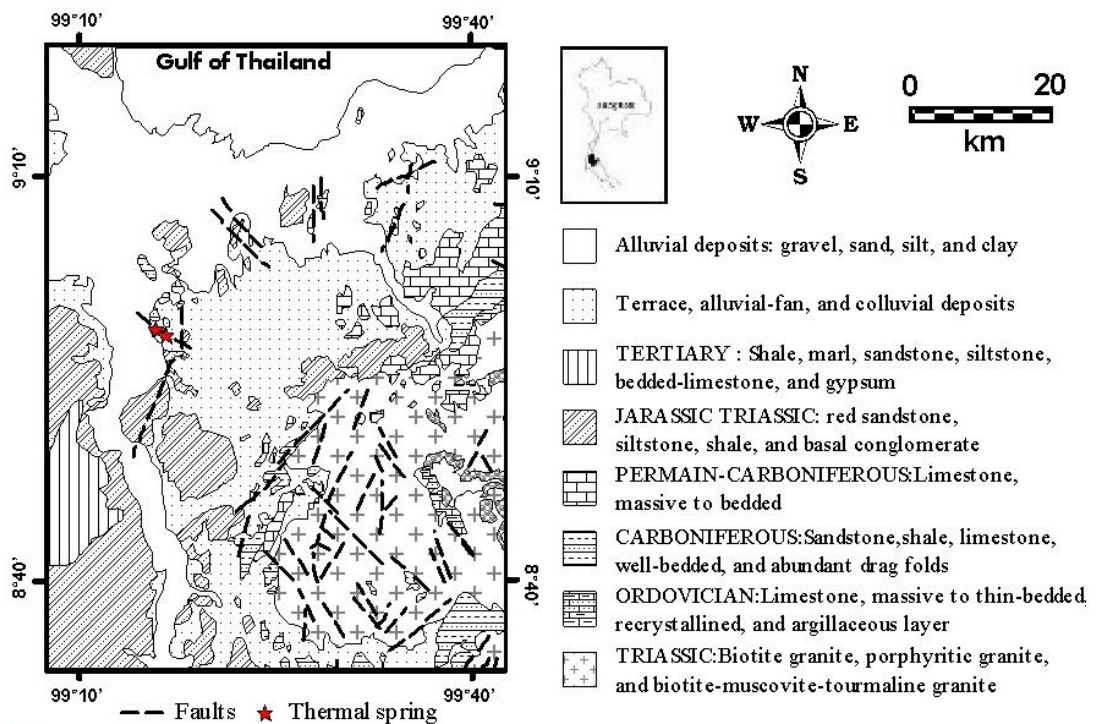 99°10’
99°40’
Gulf of Thailand
9°10’
9°10’
8°40’
8°40’
99°10’
99°40’
Faults
Thermal spring
N
W
E
S
0
20
km
Alluvial deposits: gravel, sand, silt, and clay
Terrace, alluvial-fan, and colluvial deposits
TERTIARY : Shale, marl, sandstone, siltstone,
bedded-limestone, and gypsum
JARASSIC TRIASSIC: red sandstone,
siltstone, shale, and basal conglomerate
PERMAIN-CARBONIFEROUS:Limestone,
massive to bedded
CARBONIFEROUS:Sandstone,shale, limestone,
well-bedded, and abundant drag folds
ORDOVICIAN:Limestone, massive to thin-bedded,
recrystallined, and argillaceous layer
TRIASSIC:Biotite granite, porphyritic granite,
and biotite-muscovite-tourmaline granite